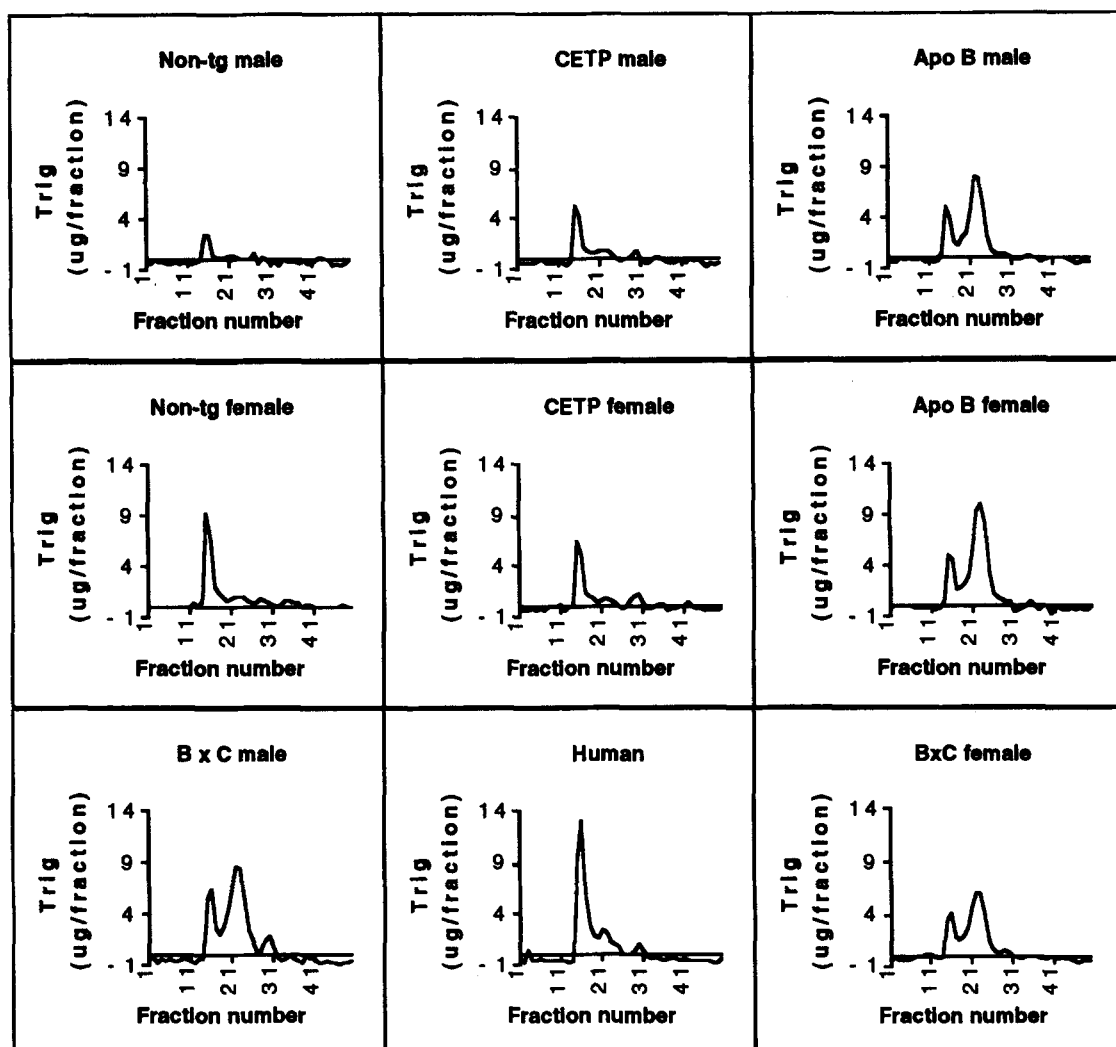 Non-tg male
Trig
(ug/fraction)
14
9
4
-1
1
11
21
31
41
Fraction number
CETP male
Trig
(ug/fraction)
14
9
4
-1
1
11
21
31
41
Fraction number
Apo B male
Trig
(ug/fraction)
14
9
4
-1
1
11
21
31
41
Fraction number
Non-tg female
Trig
(ug/fraction)
14
9
4
-1
1
11
21
31
41
Fraction number
CETP female
Trig
(ug/fraction)
14
9
4
-1
1
11
21
31
41
Fraction number
Apo B female
Trig
(ug/fraction)
14
9
4
-1
1
11
21
31
41
Fraction number
B x C male
Trig
(ug/fraction)
14
9
4
-1
1
11
21
31
41
Fraction number
Human
Trig
(ug/fraction)
14
9
4
-1
1
11
21
31
41
Fraction number
BxC female
Trig
(ug/fraction)
14
9
4
-1
1
11
21
31
41
Fraction number